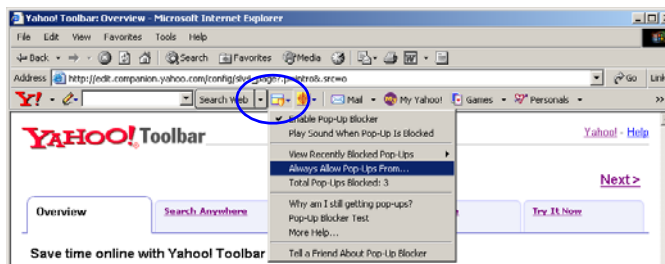 Yahoo! Toolbar: Overview - Microsoft Internet Explorer
File Edit View Favorites Tools Help
Back Search Favorites Media
Address http://edit.companion.yahoo.com/config/slvd_page?.p=intro&.srcwo Go Link
Y! Search Web Mail My Yahoo! Games Personals
Enable Pop-Up Blocker
Play Sound When Pop-Up Is Blocked
YAHOO! Toolbar Yahoo! - Help
View Recently Blocked Pop-Ups
Always Allow Pop-Ups From...
Total Pop-Ups Blocked: 3
Next >
Why am I still getting pop-ups?
Overview Search Anywhere Try It Now
Pop-Up Blocker Test
More Help...
Save time online with Yahoo! Toolbar
Tell a Friend About Pop-Up Blocker